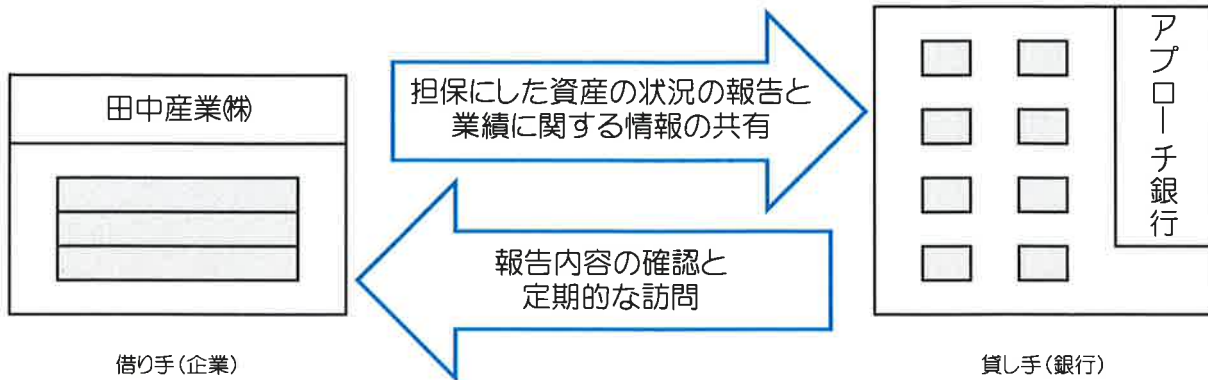 田中産業㈱
担保にした資産の状況の報告と
業績に関する情報の共有
報告内容の確認と
定期的な訪問
アプローチ銀行
借り手(企業)
貸し手(銀行)